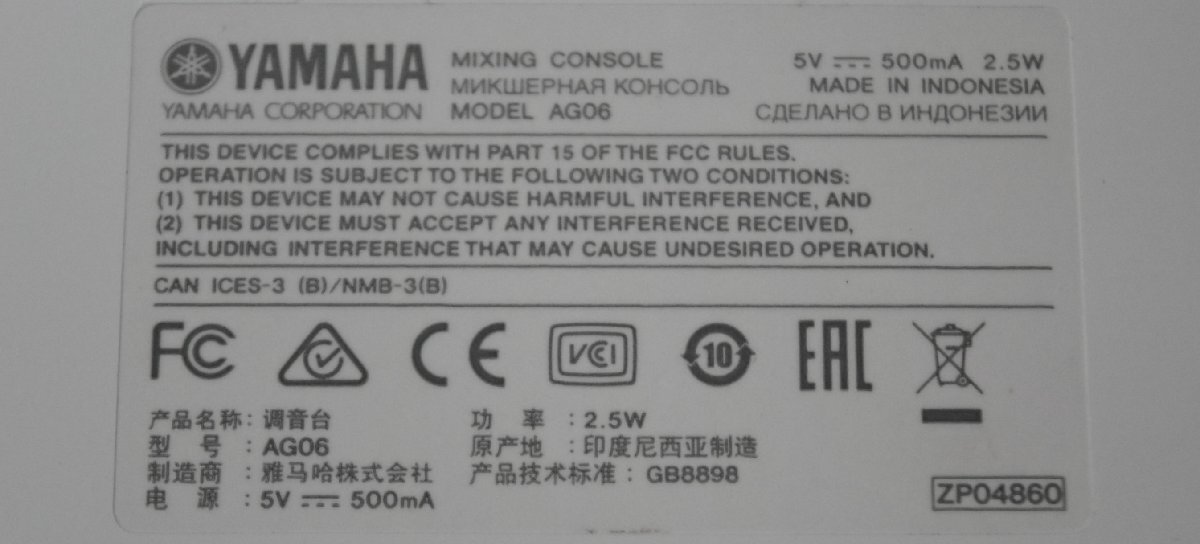 YAMAHA
YAMAHA CORPORATION
MIXING CONSOLE
МИКШЕРНАЯ КОНСОЛЬ
MODEL AG06
5V ⎓ 500mA 2.5W
MADE IN INDONESIA
СДЕЛАНО В ИНДОНЕЗИИ
THIS DEVICE COMPLIES WITH PART 15 OF THE FCC RULES.
OPERATION IS SUBJECT TO THE FOLLOWING TWO CONDITIONS:
(1) THIS DEVICE MAY NOT CAUSE HARMFUL INTERFERENCE, AND
(2) THIS DEVICE MUST ACCEPT ANY INTERFERENCE RECEIVED,
INCLUDING INTERFERENCE THAT MAY CAUSE UNDESIRED OPERATION.
CAN ICES-3 (B)/NMB-3(B)
FC CE VCI 10 EAC
产品名称: 调音台
型 号 : AG06
制造商 : 雅马哈株式会社
电 源 : 5V ⎓ 500mA
功 率 : 2.5W
原产地 : 印度尼西亚制造
产品技术标准 : GB8898
ZP04860